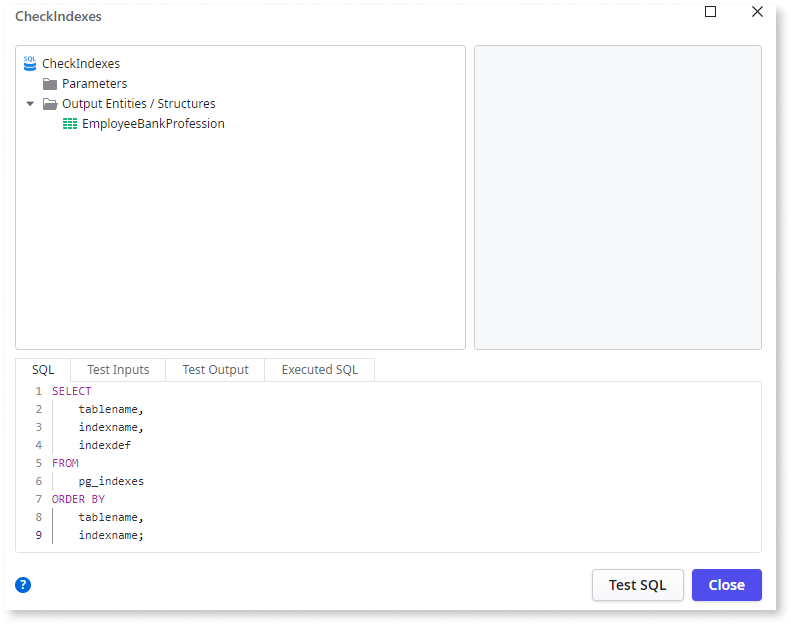 CheckIndexes
SQL
CheckIndexes
Parameters
Output Entities / Structures
EmployeeBankProfession
SQL Test Inputs Test Output Executed SQL
1 SELECT
2 tablename,
3 indexname,
4 indexdef
5 FROM
6 pg_indexes
7 ORDER BY
8 tablename,
9 indexname;
? Test SQL Close